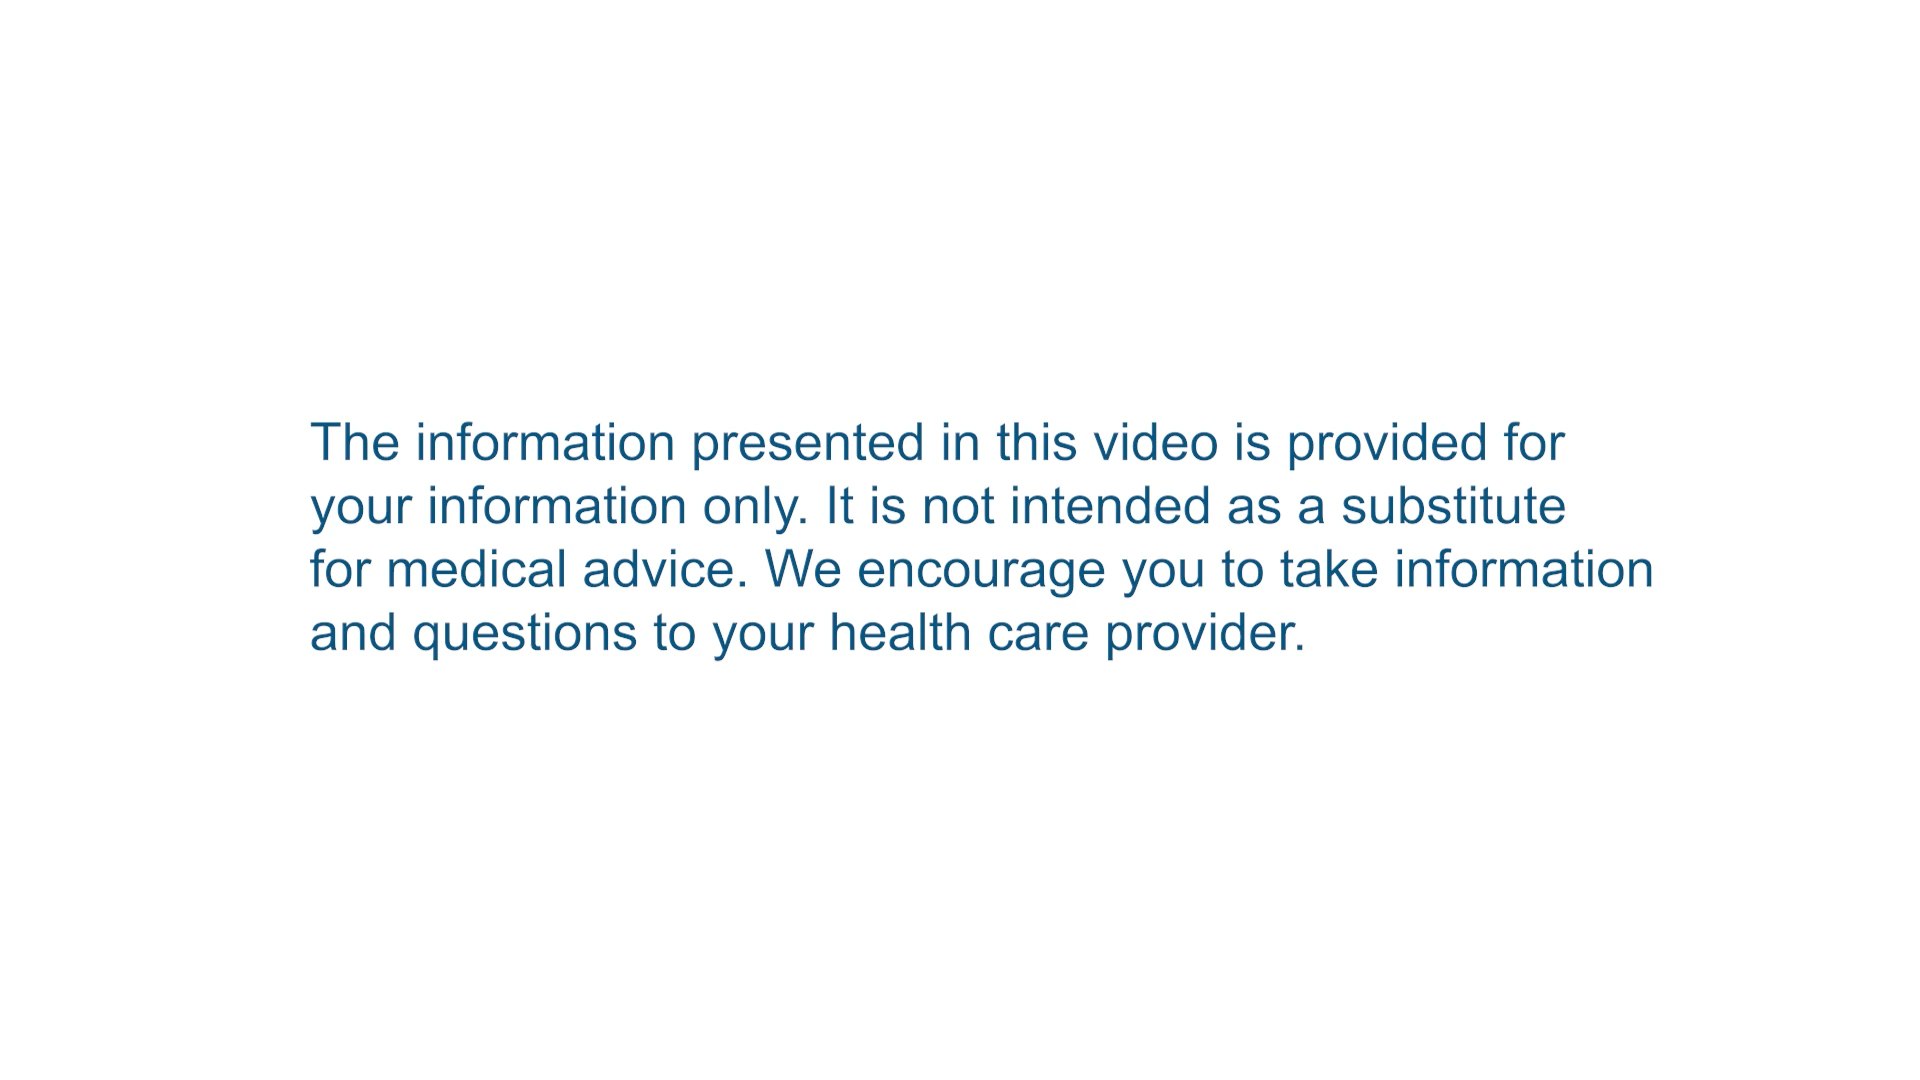 The information presented in this video is provided for
your information only. It is not intended as a substitute
for medical advice. We encourage you to take information
and questions to your health care provider.